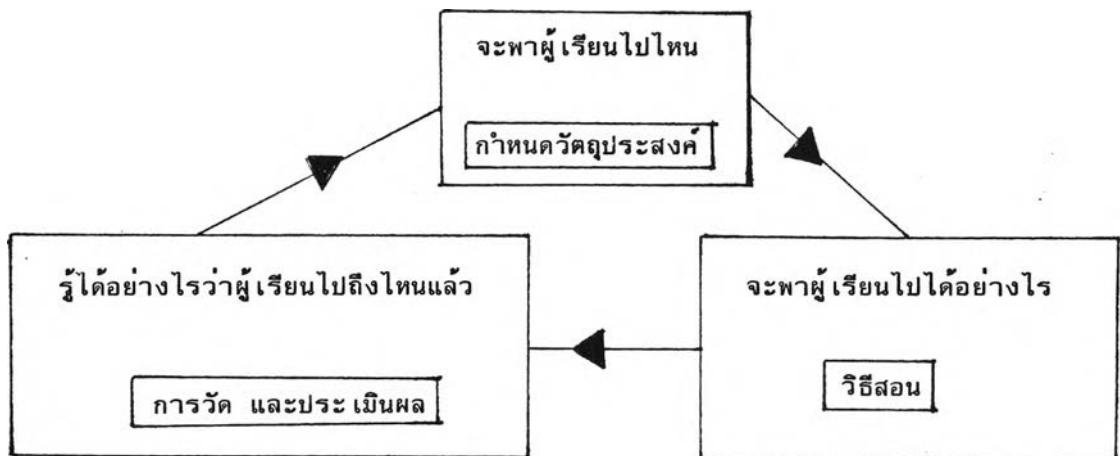 จะพาผู้เรียนไปไหน
กำหนดวัตถุประสงค์
รู้ได้อย่างไรว่าผู้เรียนไปถึงไหนแล้ว
การวัด และประเมินผล
จะพาผู้เรียนไปได้อย่างไร
วิธีสอน